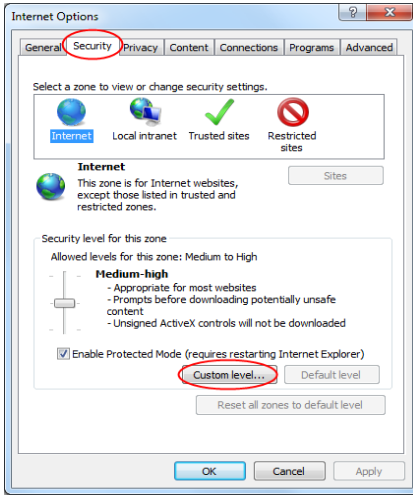 Internet Options
General Security Privacy Content Connections Programs Advanced
Select a zone to view or change security settings.
Internet Local intranet Trusted sites Restricted
sites
Internet
Sites
This zone is for Internet websites,
except those listed in trusted and
restricted zones.
Security level for this zone
Allowed levels for this zone: Medium to High
Medium-high
- Appropriate for most websites
- Prompts before downloading potentially unsafe
content
- Unsigned ActiveX controls will not be downloaded
Enable Protected Mode (requires restarting Internet Explorer)
Custom level... Default level
Reset all zones to default level
OK Cancel Apply